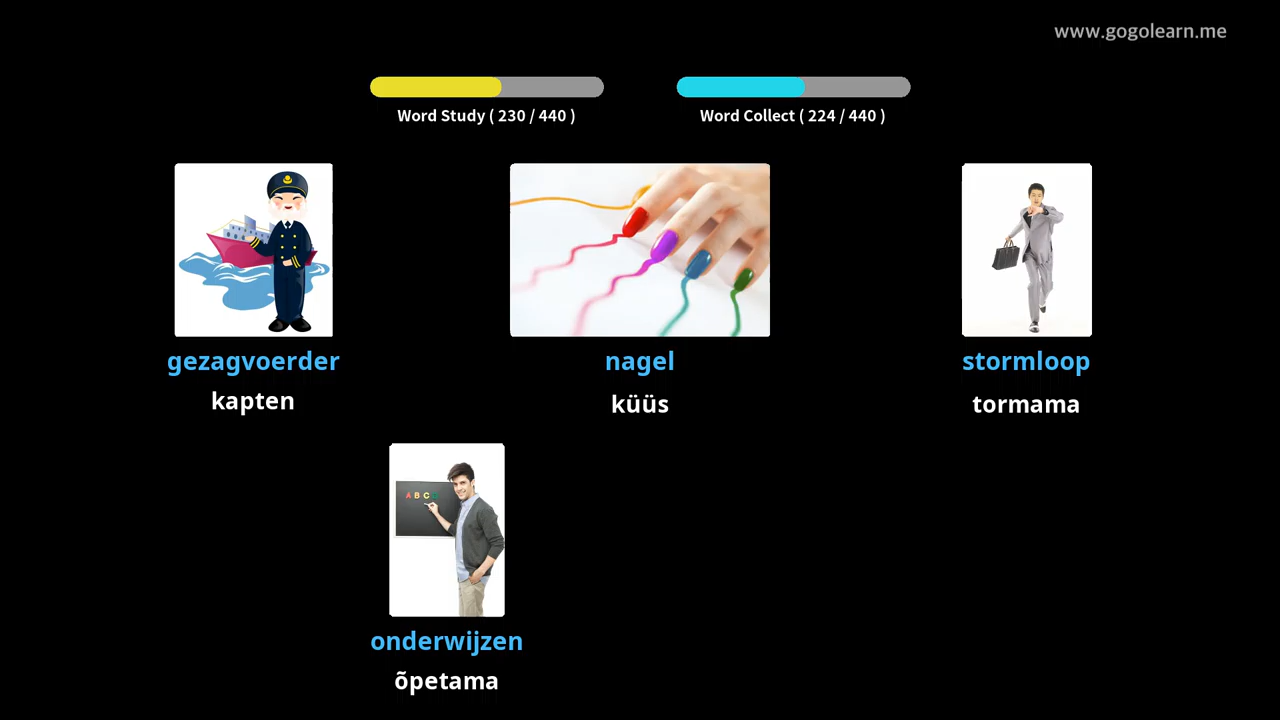 www.gogolearn.me
Word Study ( 230 / 440 )
Word Collect ( 224 / 440 )
gezagvoerder
kapten
nagel
küüs
stormloop
tormama
A B C
onderwijzen
õpetama